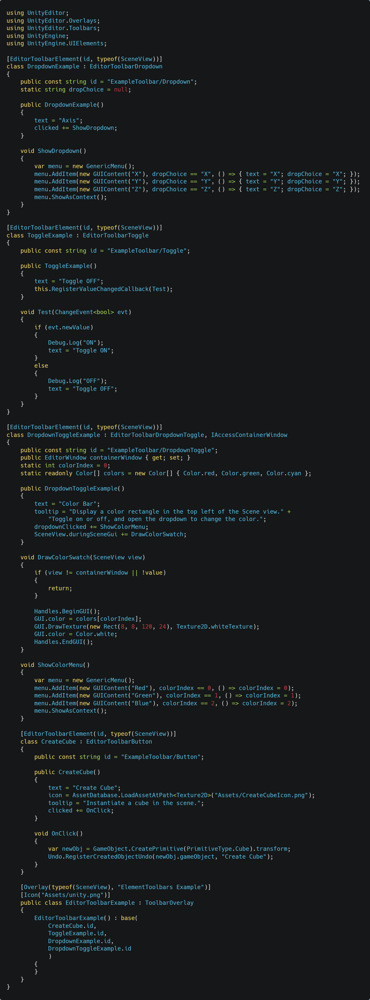 using UnityEditor;
using UnityEditor.Overlays;
using UnityEditor.Toolbars;
using UnityEngine;
using UnityEngine.UIElements;

[EditorToolbarElement(id, typeof(SceneView))]
class DropdownExample : EditorToolbarDropdown
{
    public const string id = "ExampleToolbar/Dropdown";
    static string dropChoice = null;

    public DropdownExample()
    {
        text = "Axis";
        clicked += ShowDropdown;
    }

    void ShowDropdown()
    {
        var menu = new GenericMenu();
        menu.AddItem(new GUIContent("X"), dropChoice == "X", () => { text = "X"; dropChoice = "X"; });
        menu.AddItem(new GUIContent("Y"), dropChoice == "Y", () => { text = "Y"; dropChoice = "Y"; });
        menu.AddItem(new GUIContent("Z"), dropChoice == "Z", () => { text = "Z"; dropChoice = "Z"; });
        menu.ShowAsContext();
    }
}

[EditorToolbarElement(id, typeof(SceneView))]
class ToggleExample : EditorToolbarToggle
{
    public const string id = "ExampleToolbar/Toggle";

    public ToggleExample()
    {
        text = "Toggle OFF";
        this.RegisterValueChangedCallback(Test);
    }

    void Test(ChangeEvent<bool> evt)
    {
        if (evt.newValue)
        {
            Debug.Log("ON");
            text = "Toggle ON";
        }
        else
        {
            Debug.Log("OFF");
            text = "Toggle OFF";
        }
    }
}

[EditorToolbarElement(id, typeof(SceneView))]
class DropdownToggleExample : EditorToolbarDropdownToggle, IAccessContainerWindow
{
    public const string id = "ExampleToolbar/DropdownToggle";
    public EditorWindow containerWindow { get; set; }
    static int colorIndex = 0;
    static readonly Color[] colors = new Color[] { Color.red, Color.green, Color.cyan };

    public DropdownToggleExample()
    {
        text = "Color Bar";
        tooltip = "Display a color rectangle in the top left of the Scene view." +
            "Toggle on or off, and open the dropdown to change the color.";
        dropdownClicked += ShowColorMenu;
        SceneView.duringSceneGui += DrawColorSwatch;
    }

    void DrawColorSwatch(SceneView view)
    {
        if (view != containerWindow || !value)
        {
            return;
        }

        Handles.BeginGUI();
        GUI.color = colors[colorIndex];
        GUI.DrawTexture(new Rect(8, 8, 120, 24), Texture2D.whiteTexture);
        GUI.color = Color.white;
        Handles.EndGUI();
    }

    void ShowColorMenu()
    {
        var menu = new GenericMenu();
        menu.AddItem(new GUIContent("Red"), colorIndex == 0, () => colorIndex = 0);
        menu.AddItem(new GUIContent("Green"), colorIndex == 1, () => colorIndex = 1);
        menu.AddItem(new GUIContent("Blue"), colorIndex == 2, () => colorIndex = 2);
        menu.ShowAsContext();
    }

    [EditorToolbarElement(id, typeof(SceneView))]
    class CreateCube : EditorToolbarButton
    {
        public const string id = "ExampleToolbar/Button";

        public CreateCube()
        {
            text = "Create Cube";
            icon = AssetDatabase.LoadAssetAtPath<Texture2D>("Assets/CreateCubeIcon.png");
            tooltip = "Instantiate a cube in the scene.";
            clicked += OnClick;
        }

        void OnClick()
        {
            var newObj = GameObject.CreatePrimitive(PrimitiveType.Cube).transform;
            Undo.RegisterCreatedObjectUndo(newObj.gameObject, "Create Cube");
        }
    }

    [Overlay(typeof(SceneView), "ElementToolbars Example")]
    [Icon("Assets/unity.png")]
    public class EditorToolbarExample : ToolbarOverlay
    {
        EditorToolbarExample() : base(
            CreateCube.id,
            ToggleExample.id,
            DropdownExample.id,
            DropdownToggleExample.id
            )
        {
        }
    }
}